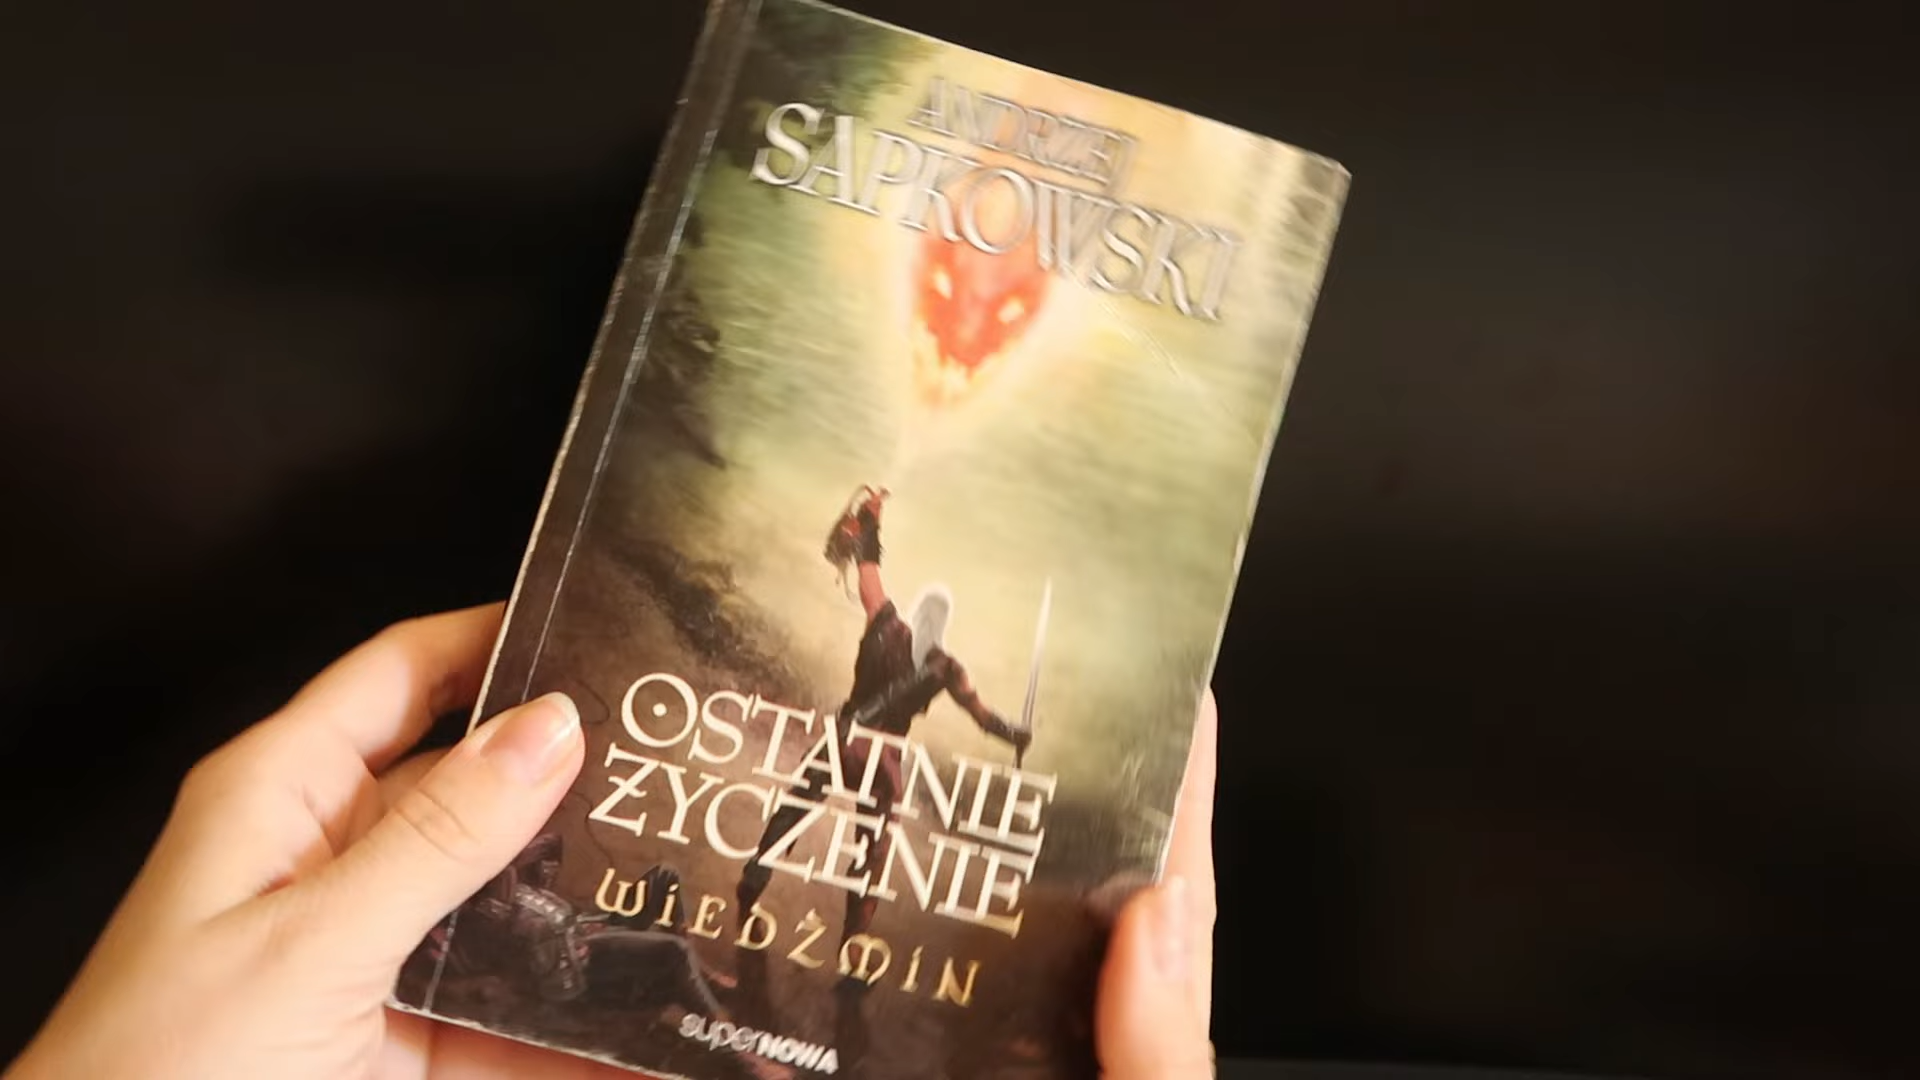 ANDRZEJ
SAPKOWSKI
OSTATNIE
ŻYCZENIE
WIEDŹMIN
superNOWA